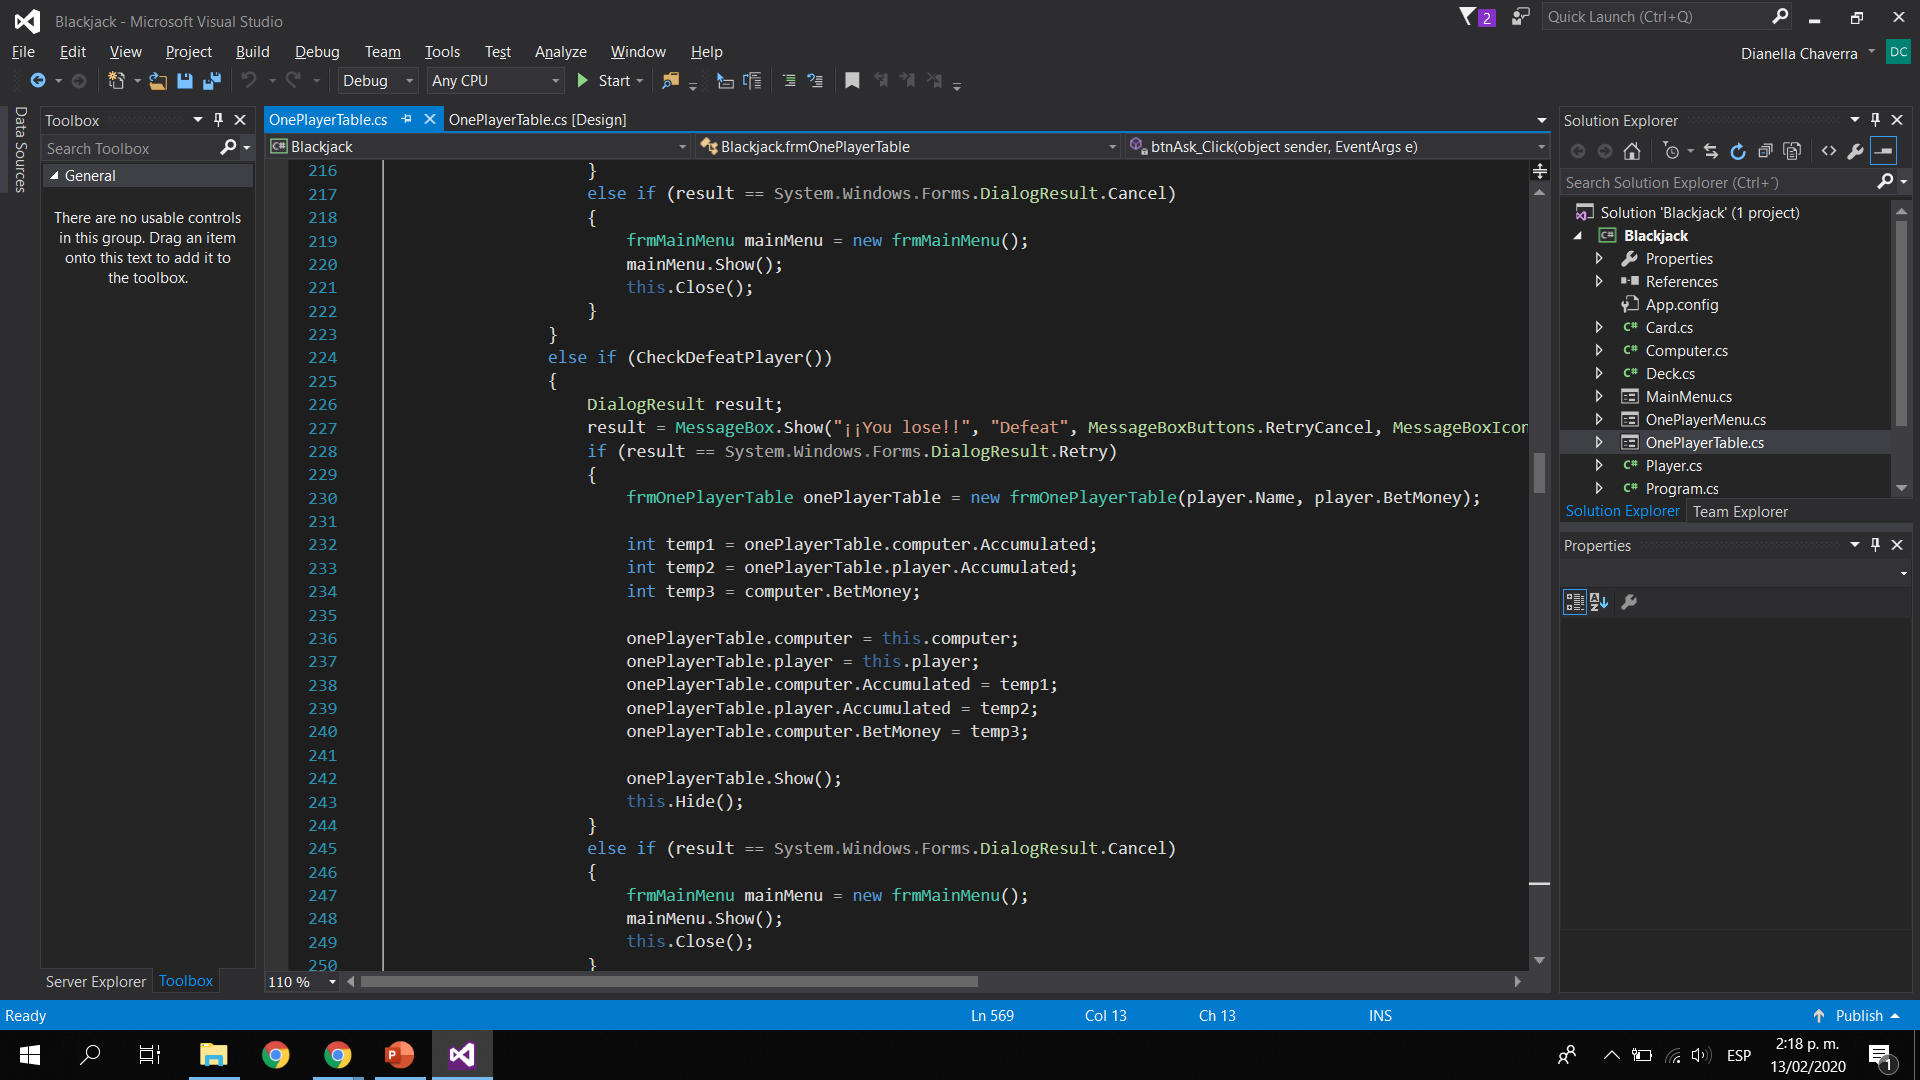 Blackjack - Microsoft Visual Studio
2
Quick Launch (Ctrl+Q)
File Edit View Project Build Debug Team Tools Test Analyze Window Help
Dianella Chaverra DC
Debug Any CPU Start
Data Sources
Toolbox
Search Toolbox
General
There are no usable controls
in this group. Drag an item
onto this text to add it to
the toolbox.
Server Explorer Toolbox
OnePlayerTable.cs OnePlayerTable.cs [Design]
C# Blackjack Blackjack.frmOnePlayerTable btnAsk_Click(object sender, EventArgs e)
216 }
217 else if (result == System.Windows.Forms.DialogResult.Cancel)
218 {
219 frmMainMenu mainMenu = new frmMainMenu();
220 mainMenu.Show();
221 this.Close();
222 }
223 }
224 else if (CheckDefeatPlayer())
225 {
226 DialogResult result;
227 result = MessageBox.Show("¡¡You lose!!", "Defeat", MessageBoxButtons.RetryCancel, MessageBoxIcon
228 if (result == System.Windows.Forms.DialogResult.Retry)
229 {
230 frmOnePlayerTable onePlayerTable = new frmOnePlayerTable(player.Name, player.BetMoney);
231
232 int temp1 = onePlayerTable.computer.Accumulated;
233 int temp2 = onePlayerTable.player.Accumulated;
234 int temp3 = computer.BetMoney;
235
236 onePlayerTable.computer = this.computer;
237 onePlayerTable.player = this.player;
238 onePlayerTable.computer.Accumulated = temp1;
239 onePlayerTable.player.Accumulated = temp2;
240 onePlayerTable.computer.BetMoney = temp3;
241
242 onePlayerTable.Show();
243 this.Hide();
244 }
245 else if (result == System.Windows.Forms.DialogResult.Cancel)
246 {
247 frmMainMenu mainMenu = new frmMainMenu();
248 mainMenu.Show();
249 this.Close();
250 }
110 %
Solution Explorer
Search Solution Explorer (Ctrl+´)
Solution 'Blackjack' (1 project)
C# Blackjack
Properties
References
App.config
C# Card.cs
C# Computer.cs
C# Deck.cs
MainMenu.cs
OnePlayerMenu.cs
OnePlayerTable.cs
C# Player.cs
C# Program.cs
Solution Explorer Team Explorer
Properties
Ready Ln 569 Col 13 Ch 13 INS Publish
ESP
2:18 p. m.
13/02/2020
1